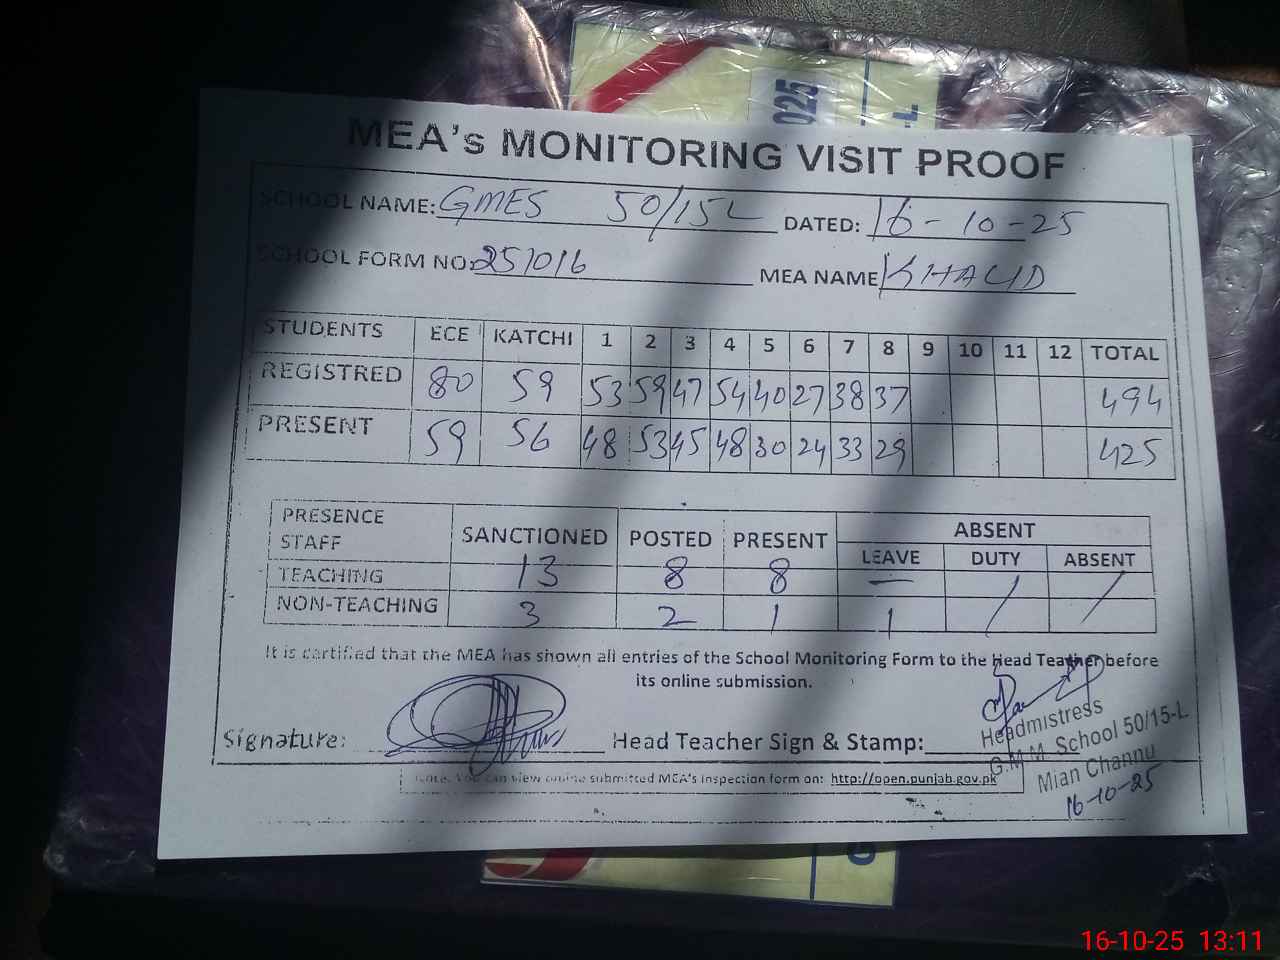 025
-L
MEA's MONITORING VISIT PROOF
SCHOOL NAME: GMES 50/15L DATED: 16-10-25
SCHOOL FORM NO: 251016 MEA NAME KHALID
STUDENTS ECE KATCHI 1 2 3 4 5 6 7 8 9 10 11 12 TOTAL
REGISTRED 80 59 53 59 47 54 40 27 38 37 494
PRESENT 59 56 48 53 45 48 30 24 33 29 425
PRESENCE STAFF SANCTIONED POSTED PRESENT ABSENT
LEAVE DUTY ABSENT
TEACHING 13 8 8 — / /
NON-TEACHING 3 2 1 1
It is certified that the MEA has shown all entries of the School Monitoring Form to the Head Teacher before
its online submission.
Signature: Head Teacher Sign & Stamp:
Headmistress
G.M.M. School 50/15-L
Mian Channu
16-10-25
Note. You can view online submitted MEA's inspection form on: http://open.punjab.gov.pk
G
16-10-25 13:11